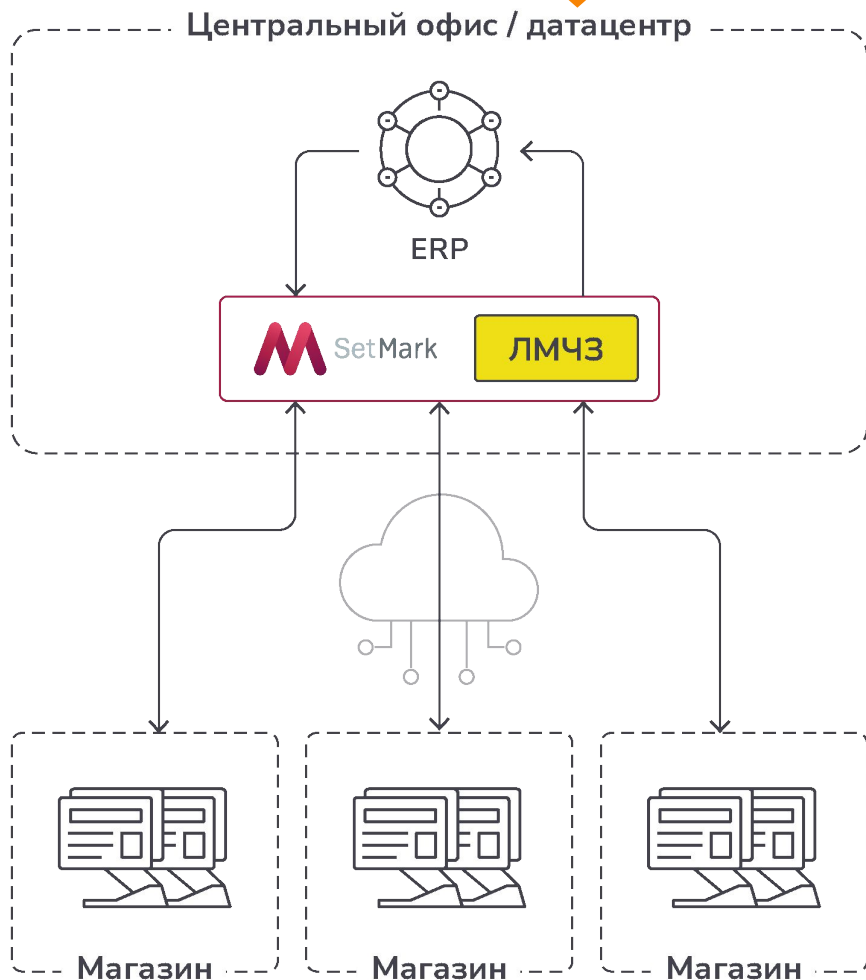 Центральный офис / датацентр
ERP
SetMark
ЛМЧЗ
Магазин
Магазин
Магазин